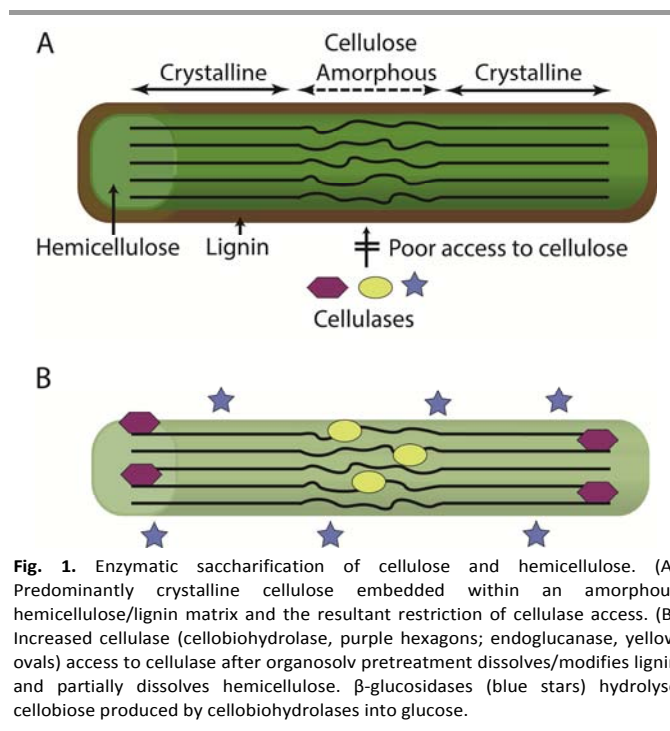 A
Cellulose
Crystalline Amorphous Crystalline
Hemicellulose Lignin Poor access to cellulose
Cellulases
B
Fig. 1. Enzymatic saccharification of cellulose and hemicellulose. (A
Predominantly crystalline cellulose embedded within an amorphou
hemicellulose/lignin matrix and the resultant restriction of cellulase access. (B
Increased cellulase (cellobiohydrolase, purple hexagons; endoglucanase, yellow
ovals) access to cellulase after organosolv pretreatment dissolves/modifies lignin
and partially dissolves hemicellulose. β-glucosidases (blue stars) hydrolyse
cellobiose produced by cellobiohydrolases into glucose.